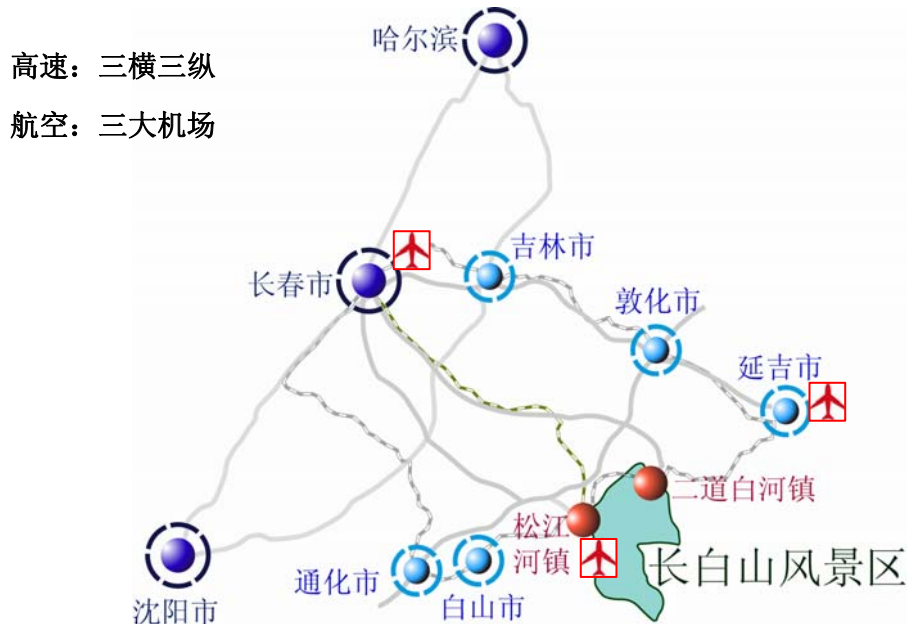 哈尔滨
高速：三横三纵
航空：三大机场
吉林市
长春市
敦化市
延吉市
二道白河镇
松江
河镇
长白山风景区
通化市
白山市
沈阳市